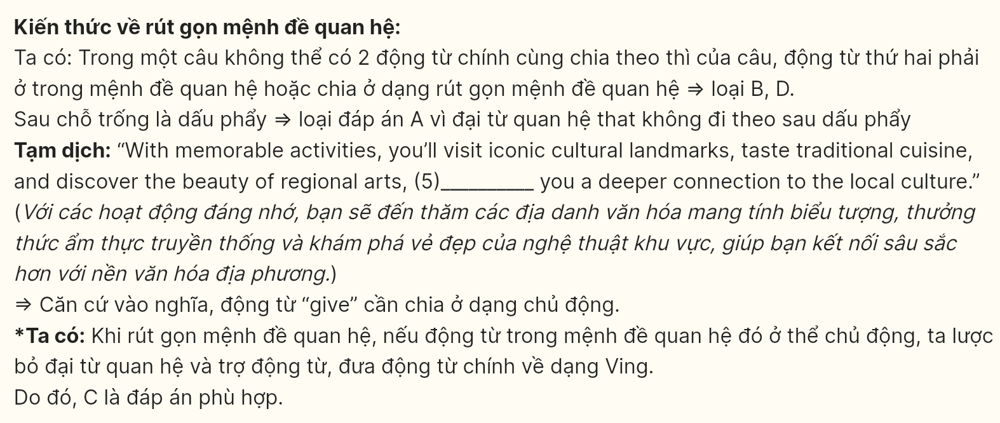 Kiến thức về rút gọn mệnh đề quan hệ:
Ta có: Trong một câu không thể có 2 động từ chính cùng chia theo thì của câu, động từ thứ hai phải
ở trong mệnh đề quan hệ hoặc chia ở dạng rút gọn mệnh đề quan hệ ⇒ loại B, D.
Sau chỗ trống là dấu phẩy ⇒ loại đáp án A vì đại từ quan hệ that không đi theo sau dấu phẩy
Tạm dịch: “With memorable activities, you’ll visit iconic cultural landmarks, taste traditional cuisine,
and discover the beauty of regional arts, (5)__________ you a deeper connection to the local culture.”
(Với các hoạt động đáng nhớ, bạn sẽ đến thăm các địa danh văn hóa mang tính biểu tượng, thưởng
thức ẩm thực truyền thống và khám phá vẻ đẹp của nghệ thuật khu vực, giúp bạn kết nối sâu sắc
hơn với nền văn hóa địa phương.)
⇒ Căn cứ vào nghĩa, động từ “give” cần chia ở dạng chủ động.
*Ta có: Khi rút gọn mệnh đề quan hệ, nếu động từ trong mệnh đề quan hệ đó ở thể chủ động, ta lược
bỏ đại từ quan hệ và trợ động từ, đưa động từ chính về dạng Ving.
Do đó, C là đáp án phù hợp.